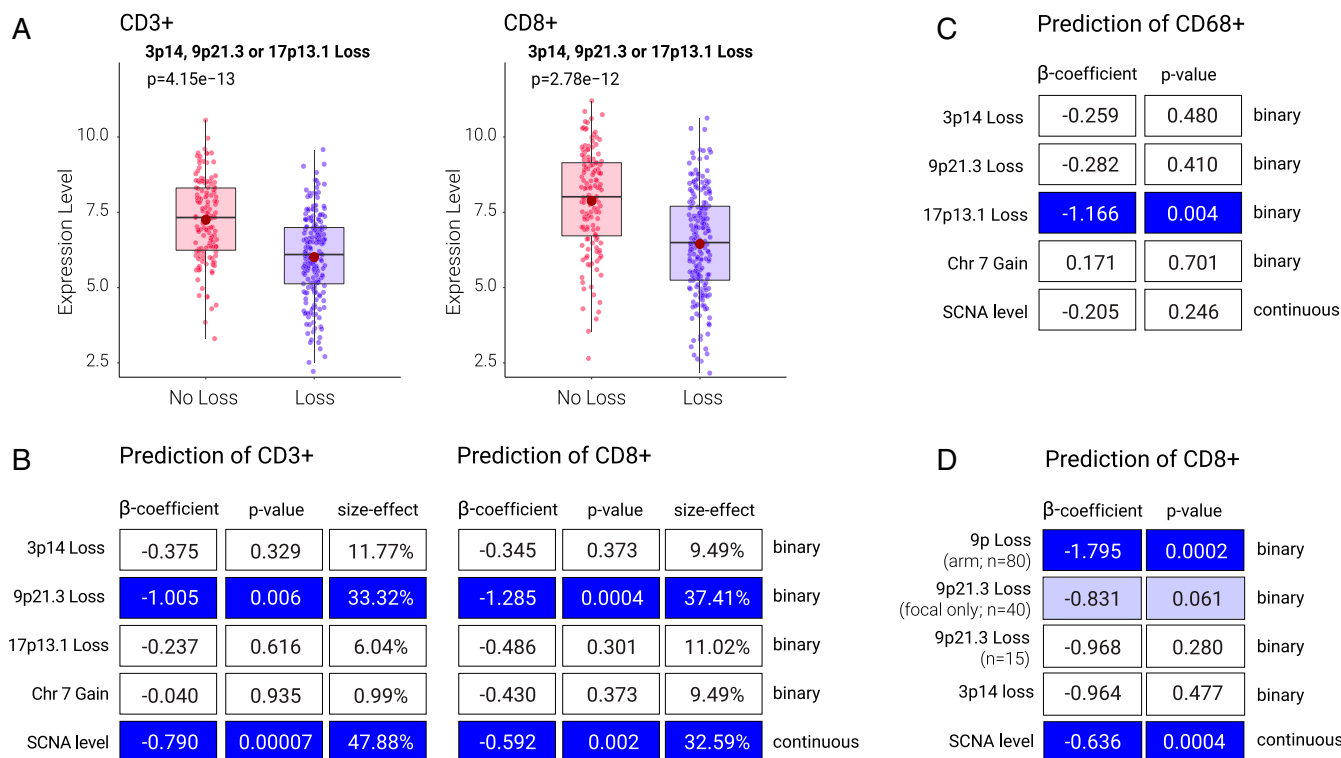 A
CD3+
3p14, 9p21.3 or 17p13.1 Loss
p=4.15e−13
Expression Level
10.0
7.5
5.0
2.5
No Loss
Loss
CD8+
3p14, 9p21.3 or 17p13.1 Loss
p=2.78e−12
Expression Level
10.0
7.5
5.0
2.5
No Loss
Loss
C
Prediction of CD68+
β-coefficient p-value
3p14 Loss -0.259 0.480 binary
9p21.3 Loss -0.282 0.410 binary
17p13.1 Loss -1.166 0.004 binary
Chr 7 Gain 0.171 0.701 binary
SCNA level -0.205 0.246 continuous
B
Prediction of CD3+ Prediction of CD8+
β-coefficient p-value size-effect β-coefficient p-value size-effect
3p14 Loss -0.375 0.329 11.77% -0.345 0.373 9.49% binary
9p21.3 Loss -1.005 0.006 33.32% -1.285 0.0004 37.41% binary
17p13.1 Loss -0.237 0.616 6.04% -0.486 0.301 11.02% binary
Chr 7 Gain -0.040 0.935 0.99% -0.430 0.373 9.49% binary
SCNA level -0.790 0.00007 47.88% -0.592 0.002 32.59% continuous
D
Prediction of CD8+
β-coefficient p-value
9p Loss
(arm; n=80) -1.795 0.0002 binary
9p21.3 Loss
(focal only; n=40) -0.831 0.061 binary
9p21.3 Loss
(n=15) -0.968 0.280 binary
3p14 loss -0.964 0.477 binary
SCNA level -0.636 0.0004 continuous